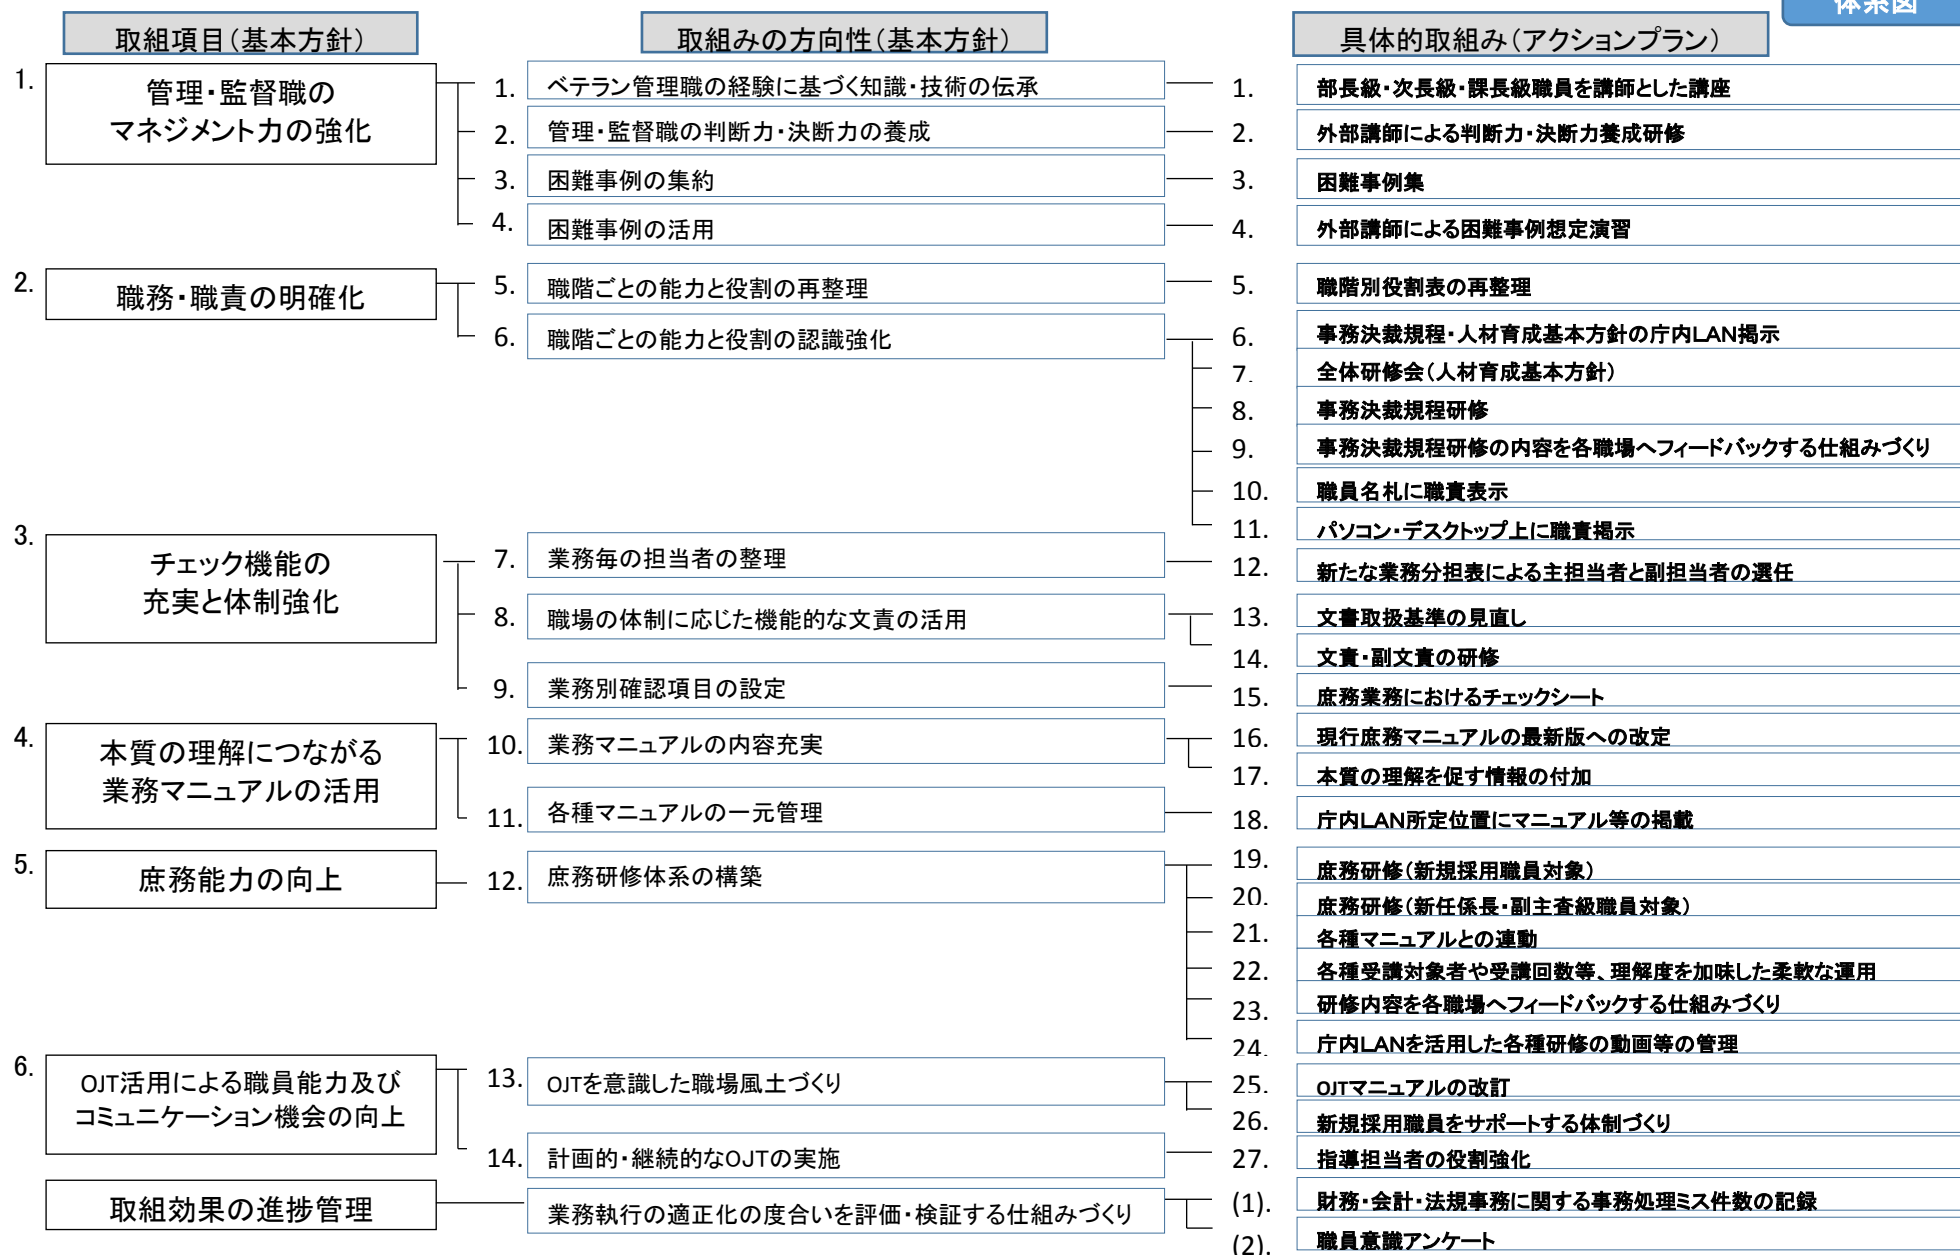 体系図
取組項目(基本方針)
取組みの方向性(基本方針)
具体的取組み(アクションプラン)
1.
管理・監督職の
マネジメント力の強化
1. ベテラン管理職の経験に基づく知識・技術の伝承
1. 部長級・次長級・課長級職員を講師とした講座
2. 管理・監督職の判断力・決断力の養成
2. 外部講師による判断力・決断力養成研修
3. 困難事例の集約
3. 困難事例集
4. 困難事例の活用
4. 外部講師による困難事例想定演習
2.
職務・職責の明確化
5. 職階ごとの能力と役割の再整理
5. 職階別役割表の再整理
6. 職階ごとの能力と役割の認識強化
6. 事務決裁規程・人材育成基本方針の庁内LAN掲示
7. 全体研修会(人材育成基本方針)
8. 事務決裁規程研修
9. 事務決裁規程研修の内容を各職場へフィードバックする仕組みづくり
10. 職員名札に職責表示
11. パソコン・デスクトップ上に職責掲示
3.
チェック機能の
充実と体制強化
7. 業務毎の担当者の整理
12. 新たな業務分担表による主担当者と副担当者の選任
8. 職場の体制に応じた機能的な文責の活用
13. 文書取扱基準の見直し
14. 文責・副文責の研修
9. 業務別確認項目の設定
15. 庶務業務におけるチェックシート
4.
本質の理解につながる
業務マニュアルの活用
10. 業務マニュアルの内容充実
16. 現行庶務マニュアルの最新版への改定
17. 本質の理解を促す情報の付加
11. 各種マニュアルの一元管理
18. 庁内LAN所定位置にマニュアル等の掲載
5.
庶務能力の向上
12. 庶務研修体系の構築
19. 庶務研修(新規採用職員対象)
20. 庶務研修(新任係長・副主査級職員対象)
21. 各種マニュアルとの連動
22. 各種受講対象者や受講回数等、理解度を加味した柔軟な運用
23. 研修内容を各職場へフィードバックする仕組みづくり
24. 庁内LANを活用した各種研修の動画等の管理
6.
OJT活用による職員能力及び
コミュニケーション機会の向上
13. OJTを意識した職場風土づくり
25. OJTマニュアルの改訂
26. 新規採用職員をサポートする体制づくり
14. 計画的・継続的なOJTの実施
27. 指導担当者の役割強化
取組効果の進捗管理
業務執行の適正化の度合いを評価・検証する仕組みづくり
(1). 財務・会計・法規事務に関する事務処理ミス件数の記録
(2). 職員意識アンケート